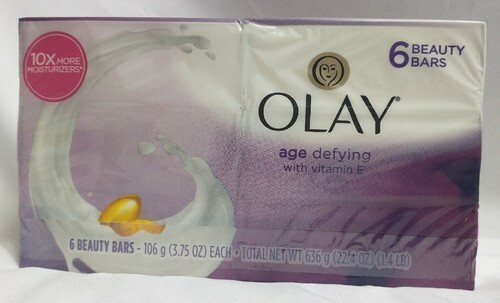 10X MORE
MOISTURIZERS*
6 BEAUTY
BARS
OLAY®
age defying
with vitamin E
6 BEAUTY BARS - 106 g (3.75 OZ) EACH • TOTAL NET WT 636 g (22.4 OZ) (1.4 LB)